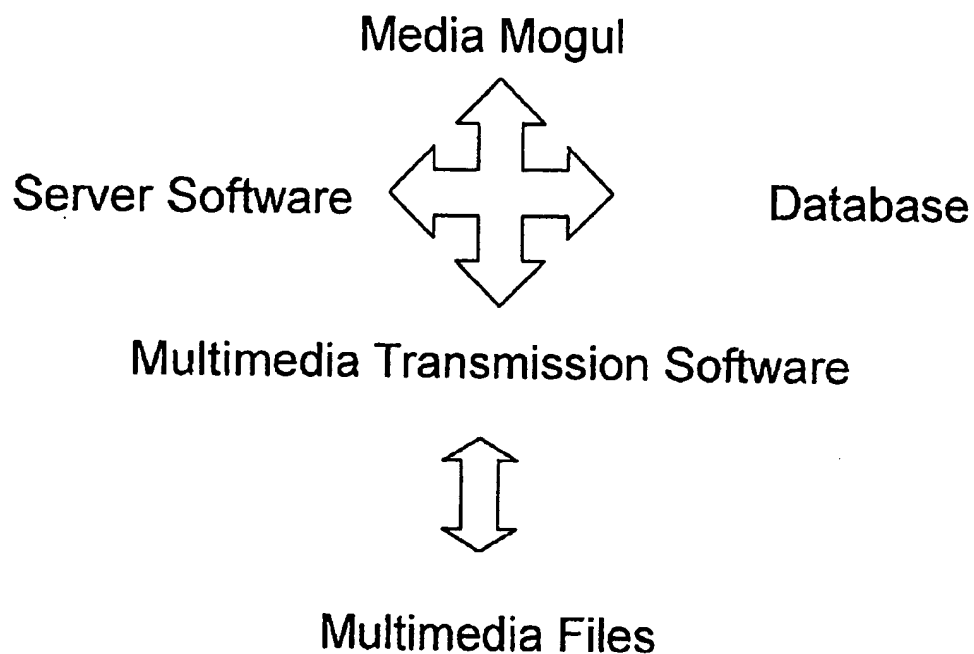 Media Mogul
Server Software
Database
Multimedia Transmission Software
Multimedia Files